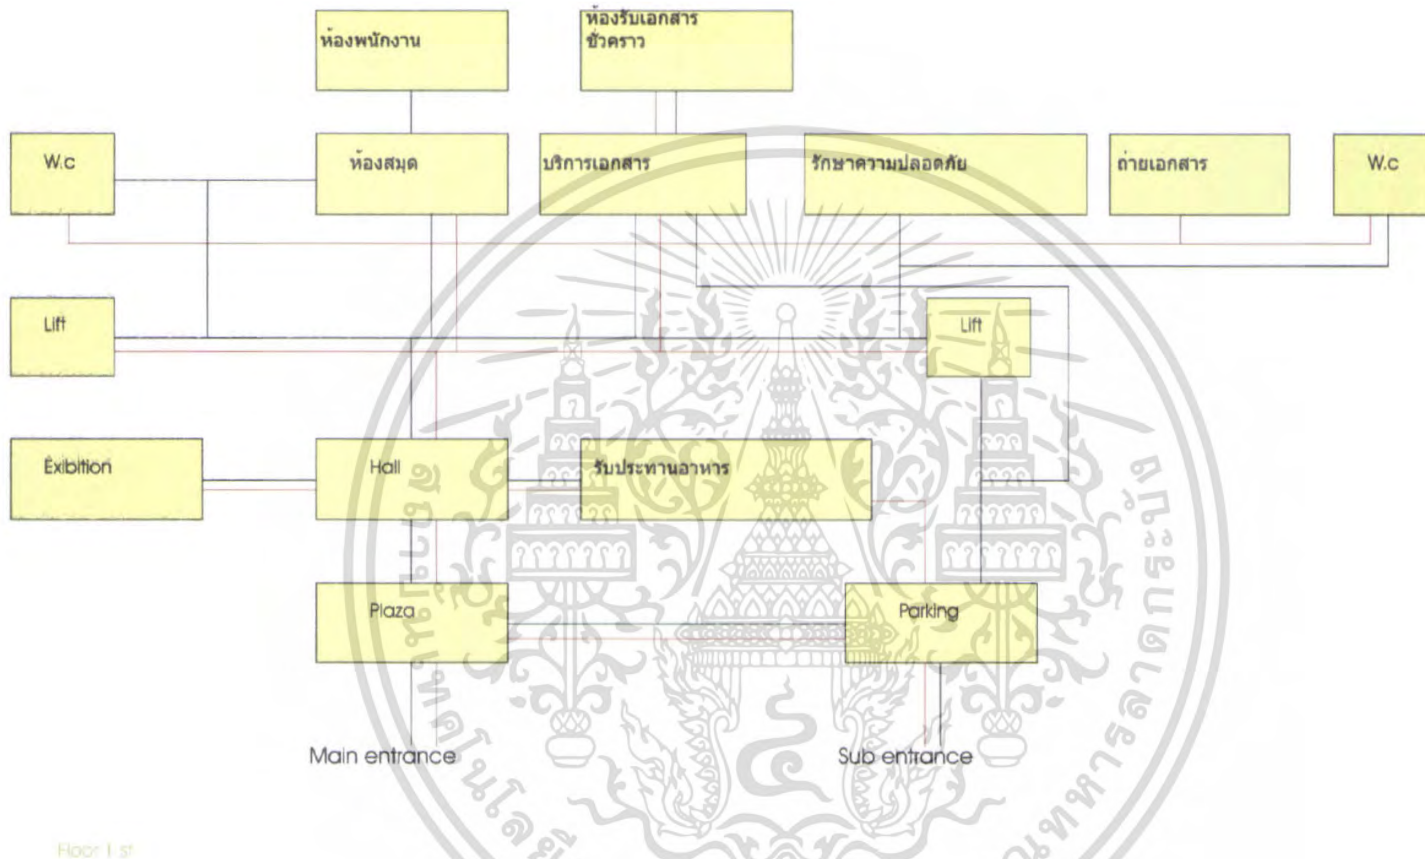 ห้องพนักงาน
ห้องรับเอกสาร
ชั่วคราว
W.c
ห้องสมุด
บริการเอกสาร
รักษาความปลอดภัย
ถ่ายเอกสาร
W.c
Lift
Lift
Exibition
Hall
รับประทานอาหาร
Plaza
Parking
Main entrance
Sub entrance
Floor 1 st